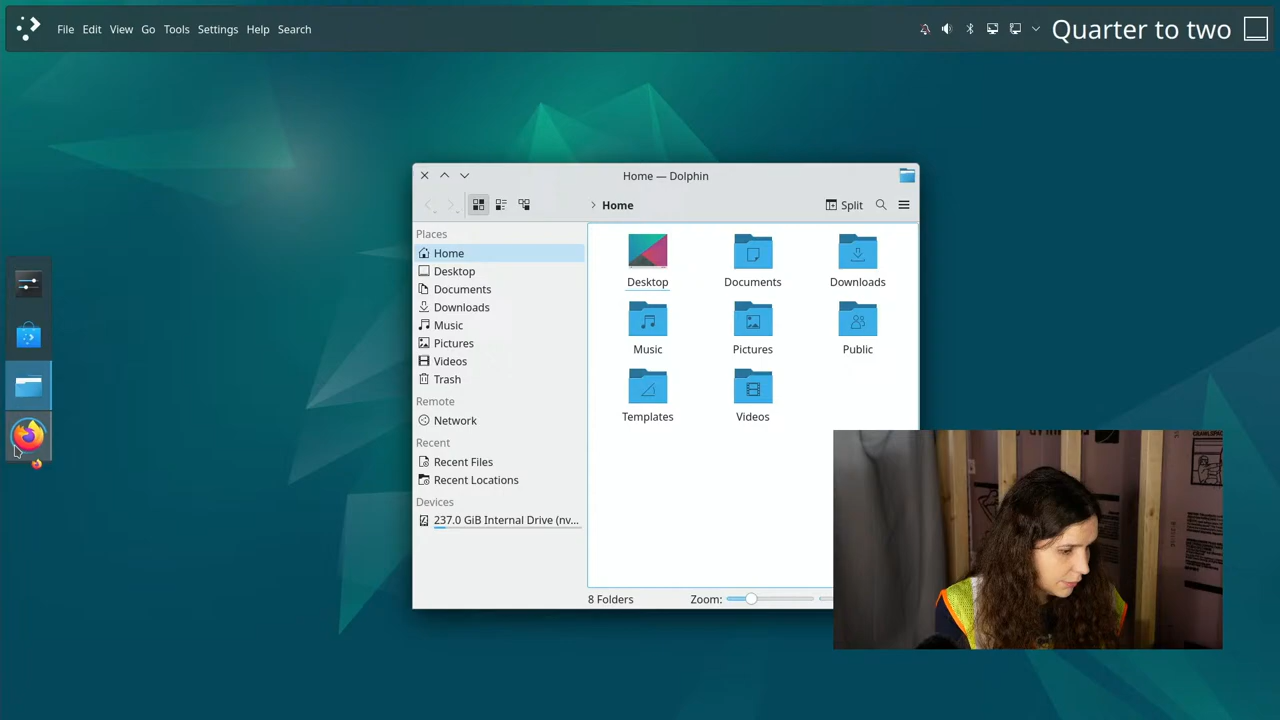 File Edit View Go Tools Settings Help Search
Quarter to two
Home — Dolphin
Home
Split
Places
Home
Desktop
Documents
Downloads
Music
Pictures
Videos
Trash
Remote
Network
Recent
Recent Files
Recent Locations
Devices
237.0 GiB Internal Drive (nv...
Desktop Documents Downloads
Music Pictures Public
Templates Videos
8 Folders
Zoom: